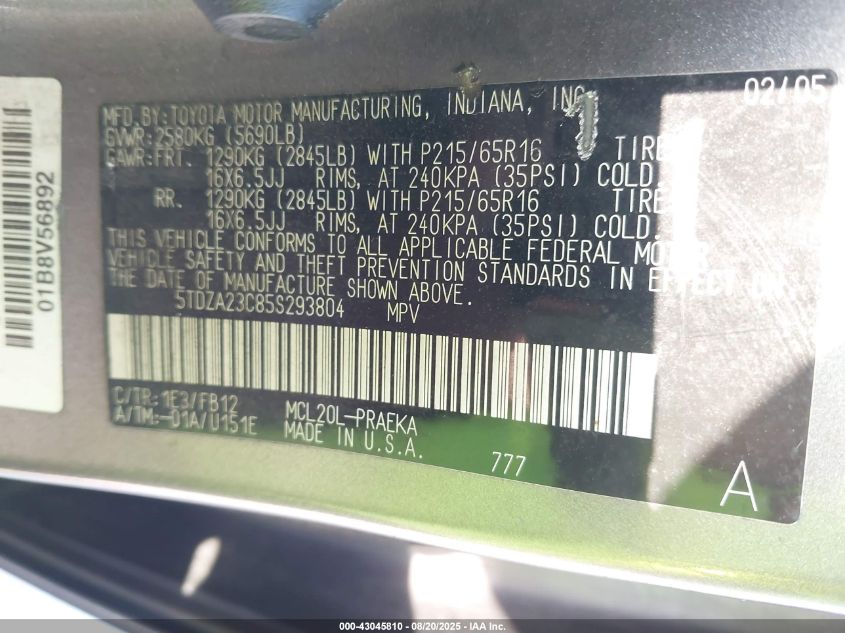 01B8V56892
MFD.BY:TOYOTA MOTOR MANUFACTURING, INDIANA, INC. 02/05
GVWR:2580KG (5690LB)
GAWR:FRT. 1290KG (2845LB) WITH P215/65R16 TIRE
16X6.5JJ RIMS, AT 240KPA (35PSI) COLD.
RR. 1290KG (2845LB) WITH P215/65R16 TIRE
16X6.5JJ RIMS, AT 240KPA (35PSI) COLD.
THIS VEHICLE CONFORMS TO ALL APPLICABLE FEDERAL MOTOR
VEHICLE SAFETY AND THEFT PREVENTION STANDARDS IN EFFECT ON
THE DATE OF MANUFACTURE SHOWN ABOVE.
5TDZA23C85S293804 MPV
C/TR:1E3/FB12 MCL20L-PRAEKA
A/TM:-01A/U151E MADE IN U.S.A.
777
A
000-43045810 - 08/20/2025 - IAA Inc.